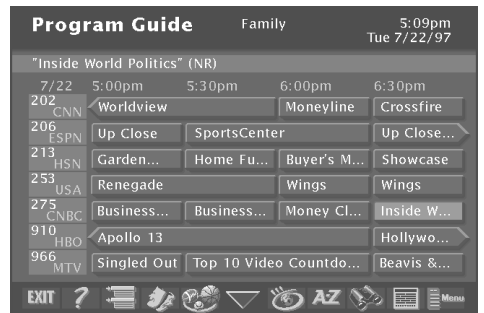 Program Guide Family 5:09pm
Tue 7/22/97
"Inside World Politics" (NR)
7/22 5:00pm 5:30pm 6:00pm 6:30pm
202 CNN Worldview Moneyline Crossfire
206 ESPN Up Close SportsCenter Up Close...
213 HSN Garden... Home Fu... Buyer's M... Showcase
253 USA Renegade Wings Wings
275 CNBC Business... Business... Money Cl... Inside W...
910 HBO Apollo 13 Hollywo...
966 MTV Singled Out Top 10 Video Countdo... Beavis &...
EXIT ? A-Z Menu